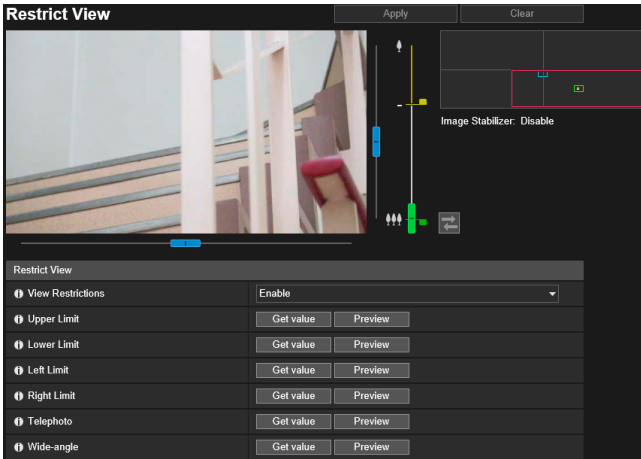 Restrict View
Apply
Clear
Image Stabilizer: Disable
Restrict View
View Restrictions
Enable
Upper Limit
Get value
Preview
Lower Limit
Get value
Preview
Left Limit
Get value
Preview
Right Limit
Get value
Preview
Telephoto
Get value
Preview
Wide-angle
Get value
Preview